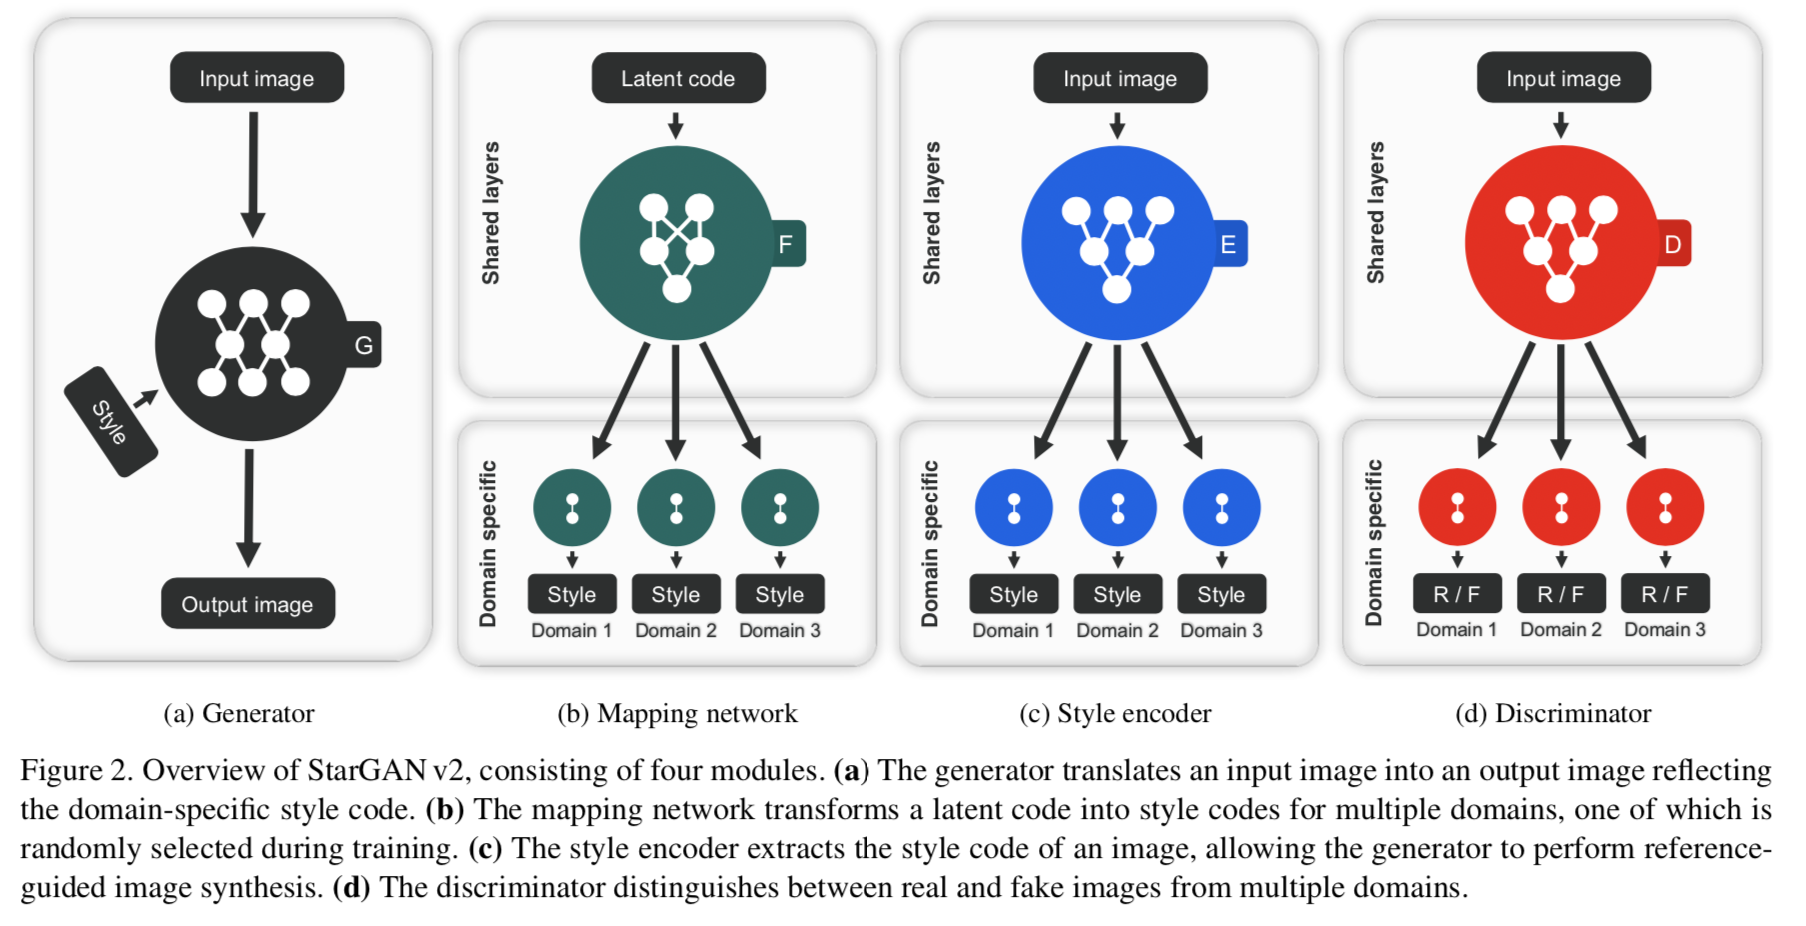 Input image
G
Style
Output image
(a) Generator
Latent code
Shared layers
F
Domain specific
Style Style Style
Domain 1 Domain 2 Domain 3
(b) Mapping network
Input image
Shared layers
E
Domain specific
Style Style Style
Domain 1 Domain 2 Domain 3
(c) Style encoder
Input image
Shared layers
D
Domain specific
R / F R / F R / F
Domain 1 Domain 2 Domain 3
(d) Discriminator
Figure 2. Overview of StarGAN v2, consisting of four modules. (a) The generator translates an input image into an output image reflecting
the domain-specific style code. (b) The mapping network transforms a latent code into style codes for multiple domains, one of which is
randomly selected during training. (c) The style encoder extracts the style code of an image, allowing the generator to perform reference-
guided image synthesis. (d) The discriminator distinguishes between real and fake images from multiple domains.